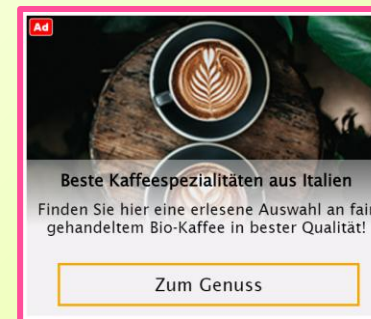 Ad
Beste Kaffeespezialitäten aus Italien
Finden Sie hier eine erlesene Auswahl an fair
gehandeltem Bio-Kaffee in bester Qualität!
Zum Genuss